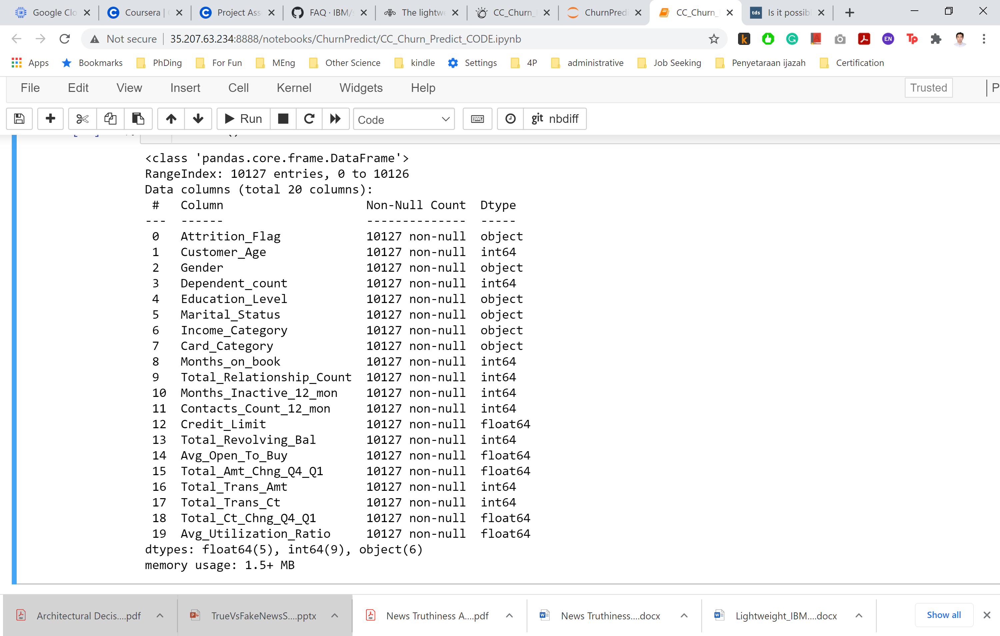 Google Clo
Coursera |
Project Ass
FAQ · IBM/
The lightwe
CC_Churn_
ChurnPredi
CC_Churn_
tds Is it possib
Not secure 35.207.63.234:8888/notebooks/ChurnPredict/CC_Churn_Predict_CODE.ipynb
EN
Tp
Apps Bookmarks PhDing For Fun MEng Other Science kindle Settings 4P administrative Job Seeking Penyetaraan ijazah Certification
File Edit View Insert Cell Kernel Widgets Help Trusted P
Run Code git nbdiff
<class 'pandas.core.frame.DataFrame'>
RangeIndex: 10127 entries, 0 to 10126
Data columns (total 20 columns):
# Column Non-Null Count Dtype
--- ------ -------------- -----
0 Attrition_Flag 10127 non-null object
1 Customer_Age 10127 non-null int64
2 Gender 10127 non-null object
3 Dependent_count 10127 non-null int64
4 Education_Level 10127 non-null object
5 Marital_Status 10127 non-null object
6 Income_Category 10127 non-null object
7 Card_Category 10127 non-null object
8 Months_on_book 10127 non-null int64
9 Total_Relationship_Count 10127 non-null int64
10 Months_Inactive_12_mon 10127 non-null int64
11 Contacts_Count_12_mon 10127 non-null int64
12 Credit_Limit 10127 non-null float64
13 Total_Revolving_Bal 10127 non-null int64
14 Avg_Open_To_Buy 10127 non-null float64
15 Total_Amt_Chng_Q4_Q1 10127 non-null float64
16 Total_Trans_Amt 10127 non-null int64
17 Total_Trans_Ct 10127 non-null int64
18 Total_Ct_Chng_Q4_Q1 10127 non-null float64
19 Avg_Utilization_Ratio 10127 non-null float64
dtypes: float64(5), int64(9), object(6)
memory usage: 1.5+ MB
Architectural Decis....pdf TrueVsFakeNewsS....pptx News Truthiness A....pdf News Truthiness....docx Lightweight_IBM....docx Show all